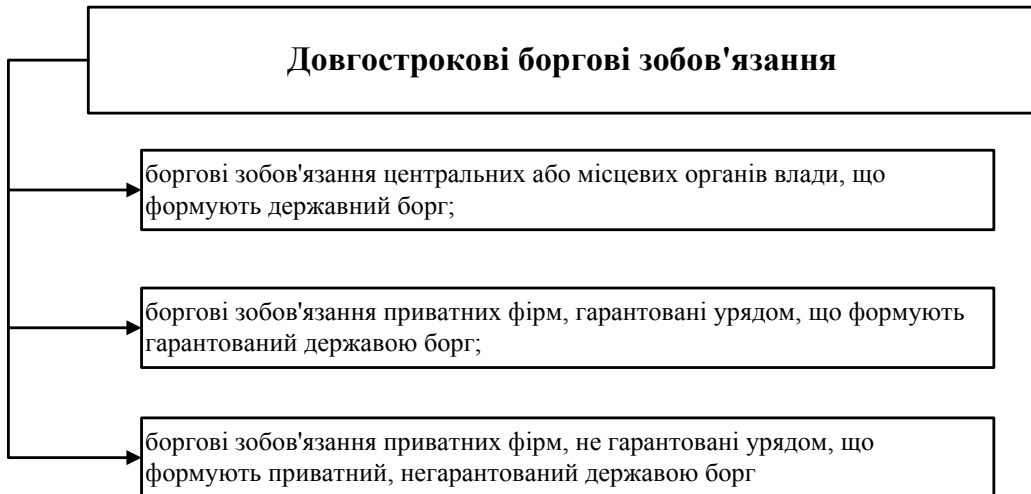 Довгострокові боргові зобов'язання
боргові зобов'язання центральних або місцевих органів влади, що
формують державний борг;
боргові зобов'язання приватних фірм, гарантовані урядом, що формують
гарантований державою борг;
боргові зобов'язання приватних фірм, не гарантовані урядом, що
формують приватний, негарантований державою борг